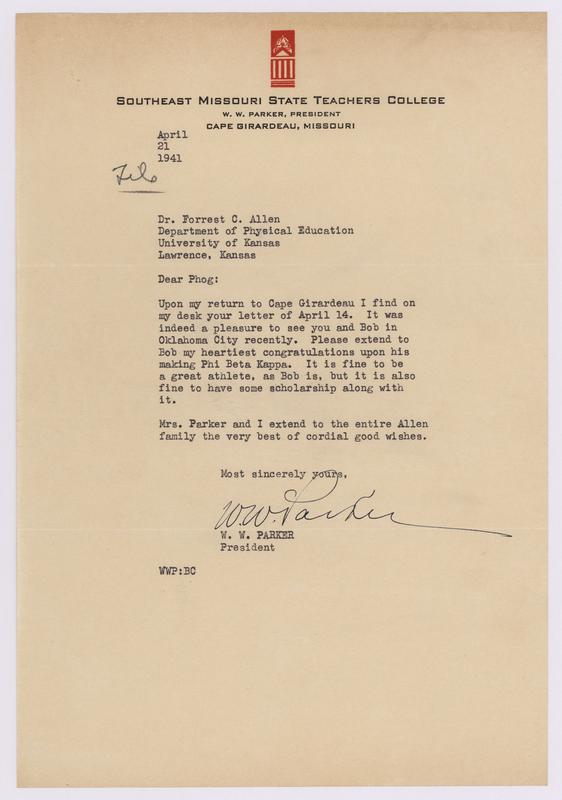 SOUTHEAST MISSOURI STATE TEACHERS COLLEGE
W. W. PARKER, PRESIDENT
CAPE GIRARDEAU, MISSOURI
April
21
1941
File
Dr. Forrest C. Allen
Department of Physical Education
University of Kansas
Lawrence, Kansas
Dear Phog:
Upon my return to Cape Girardeau I find on
my desk your letter of April 14. It was
indeed a pleasure to see you and Bob in
Oklahoma City recently. Please extend to
Bob my heartiest congratulations upon his
making Phi Beta Kappa. It is fine to be
a great athlete, as Bob is, but it is also
fine to have some scholarship along with
it.
Mrs. Parker and I extend to the entire Allen
family the very best of cordial good wishes.
Most sincerely yours,
W. W. Parker
W. W. PARKER
President
WWP:BC